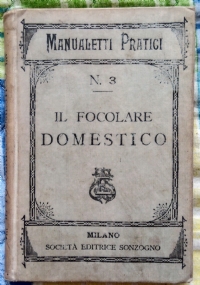 MANUALETTI PRATICI
N. 3
IL FOCOLARE
DOMESTICO
MILANO
SOCIETÀ EDITRICE SONZOGNO